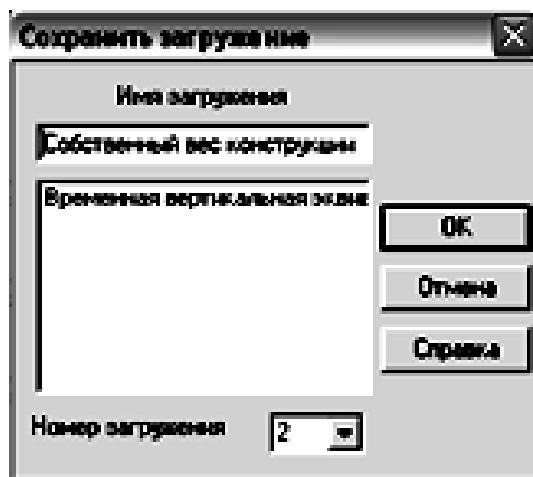 Сохранить загружение
Имя загружения
Собственный вес конструкции
Временная вертикальная эквив
OK
Отмена
Справка
Номер загружения 2